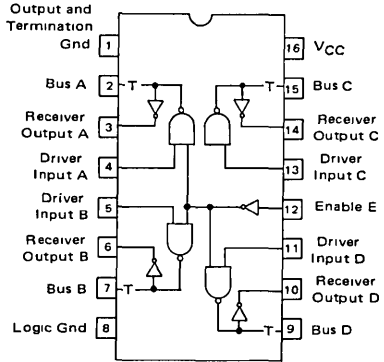 Output and
Termination
Gnd
1
16
VCC
Bus A
2
T
T
15
Bus C
Receiver
Output A
3
14
Receiver
Output C
Driver
Input A
4
13
Driver
Input C
Driver
Input B
5
12
Enable E
Receiver
Output B
6
11
Driver
Input D
Bus B
7
T
10
Receiver
Output D
Logic Gnd
8
T
9
Bus D